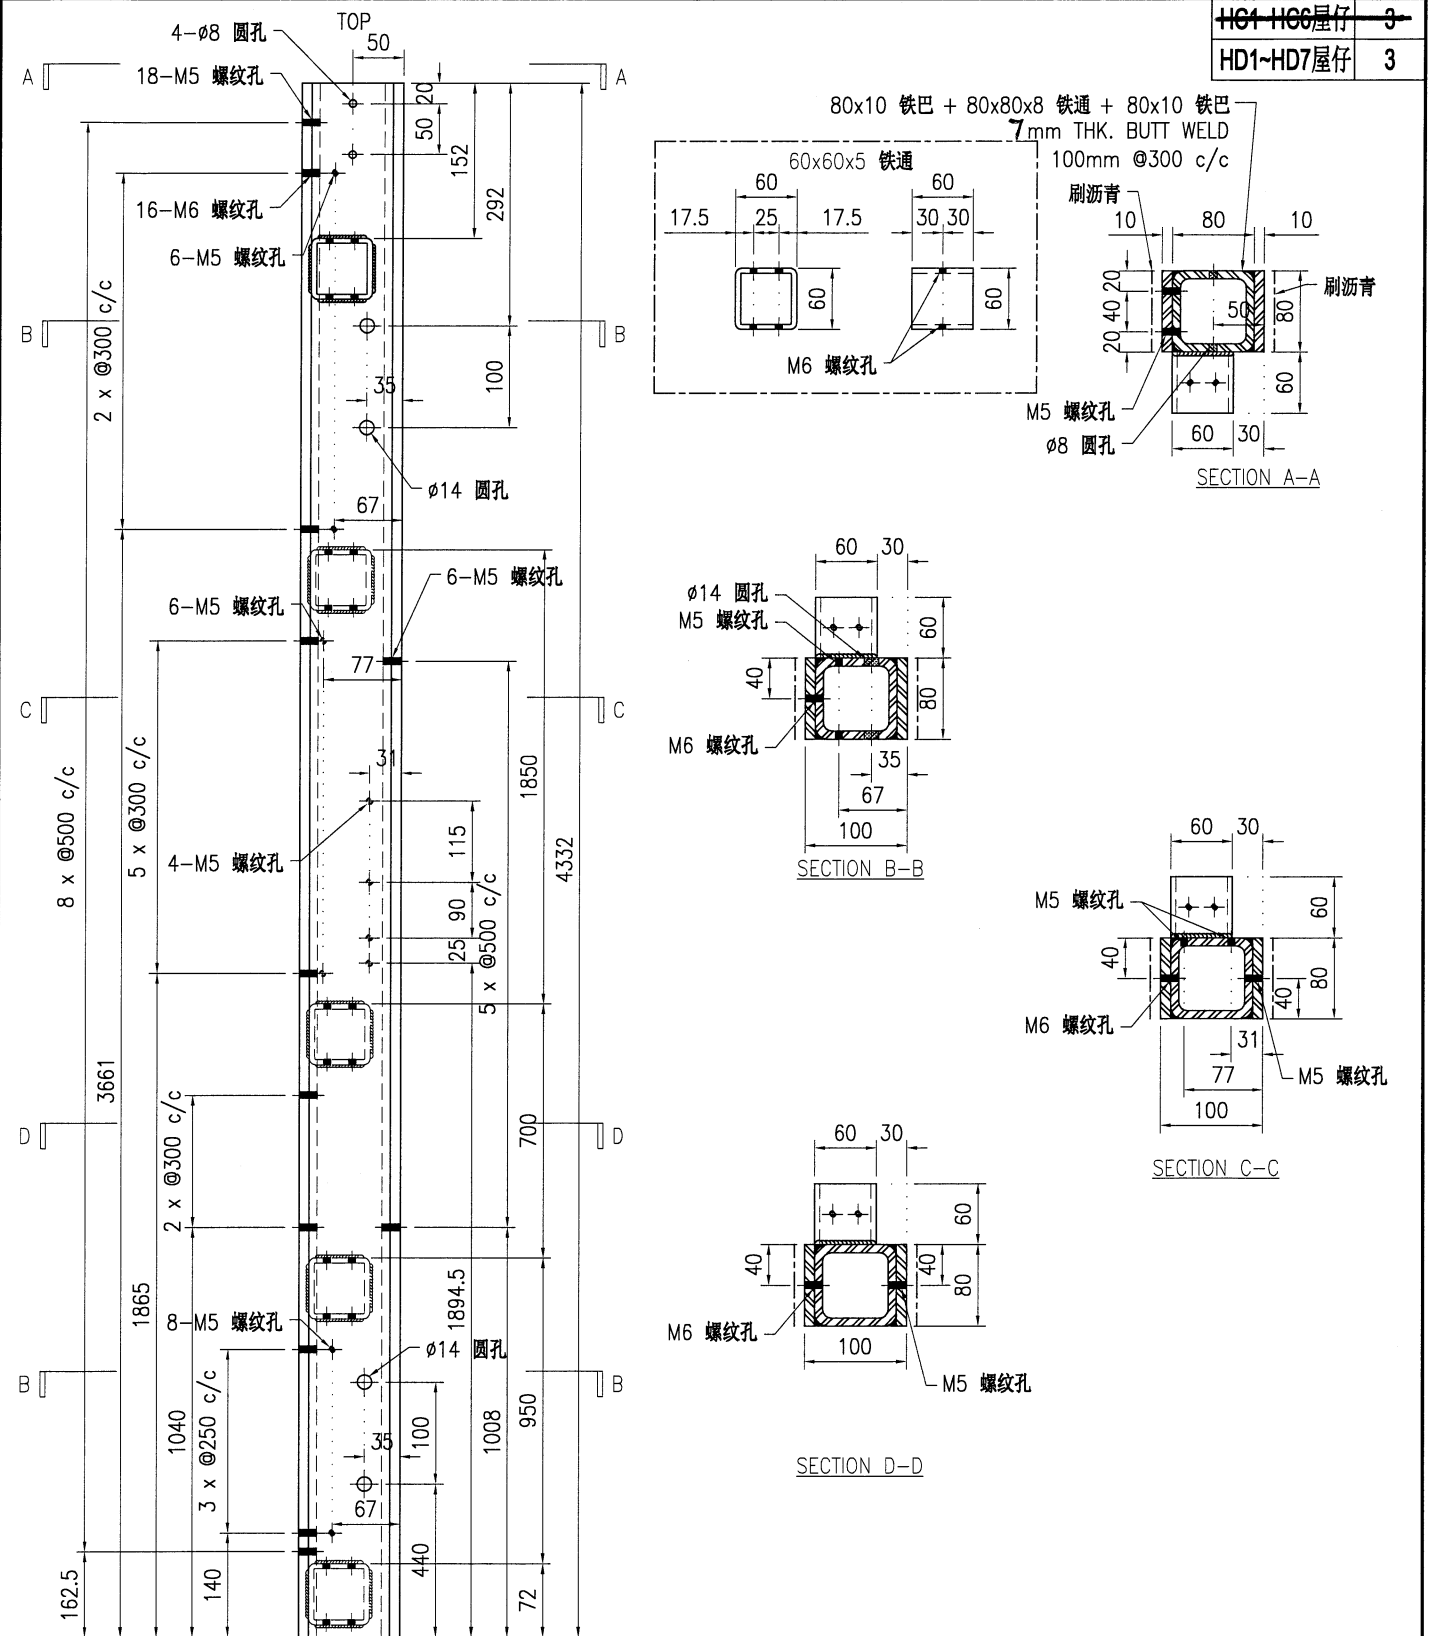 HC1~HC6屋仔 3
HD1~HD7屋仔 3
TOP
4-ø8 圆孔
50
A
A
18-M5 螺纹孔
20
50
152
292
16-M6 螺纹孔
6-M5 螺纹孔
2 x @300 c/c
B
B
100
35
ø14 圆孔
67
6-M5 螺纹孔
6-M5 螺纹孔
77
C
C
31
5 x @300 c/c
8 x @500 c/c
1850
4332
115
4-M5 螺纹孔
90
25
5 x @500 c/c
3661
2 x @300 c/c
700
D
D
1865
1894.5
8-M5 螺纹孔
ø14 圆孔
B
B
1040
3 x @250 c/c
35
100
1008
950
67
440
162.5
140
72
80x10 铁巴 + 80x80x8 铁通 + 80x10 铁巴
7mm THK. BUTT WELD
100mm @300 c/c
60x60x5 铁通
60
60
17.5 25 17.5
30 30
60
60
M6 螺纹孔
刷沥青
10 80 10
20
40
20
50
80
刷沥青
60
M5 螺纹孔
ø8 圆孔
60 30
SECTION A-A
60 30
ø14 圆孔
M5 螺纹孔
60
40
80
M6 螺纹孔
35
67
100
SECTION B-B
60 30
M5 螺纹孔
60
40
80
40
M6 螺纹孔
31
77
M5 螺纹孔
100
SECTION C-C
60 30
60
40
40
80
M6 螺纹孔
100
M5 螺纹孔
SECTION D-D